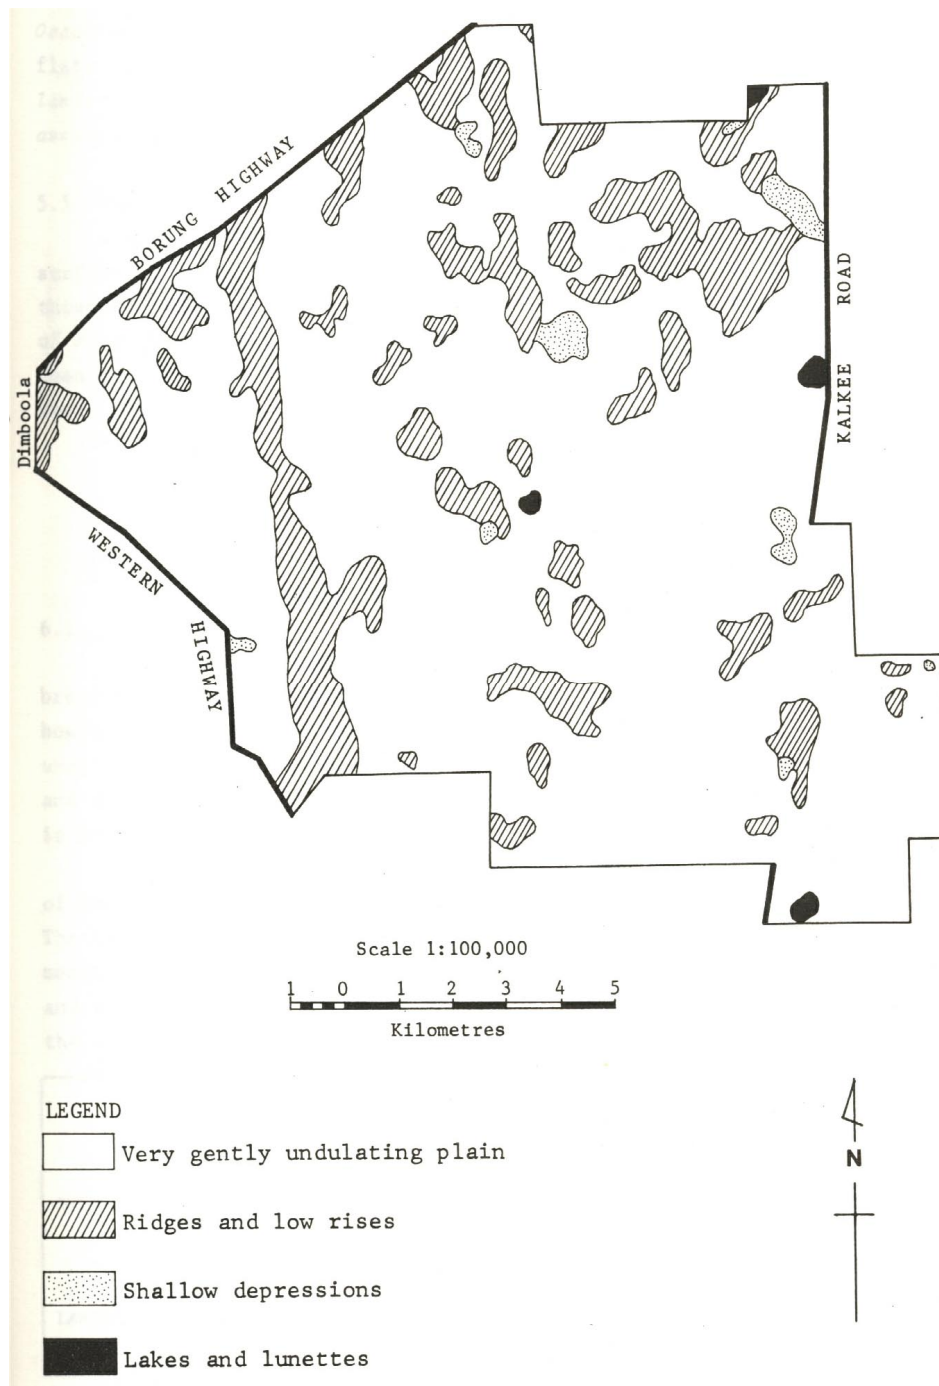 BORUNG HIGHWAY
KALKEE ROAD
Dimboola
WESTERN
HIGHWAY
Scale 1:100,000
1 0 1 2 3 4 5
Kilometres
LEGEND
Very gently undulating plain
Ridges and low rises
Shallow depressions
Lakes and lunettes
N